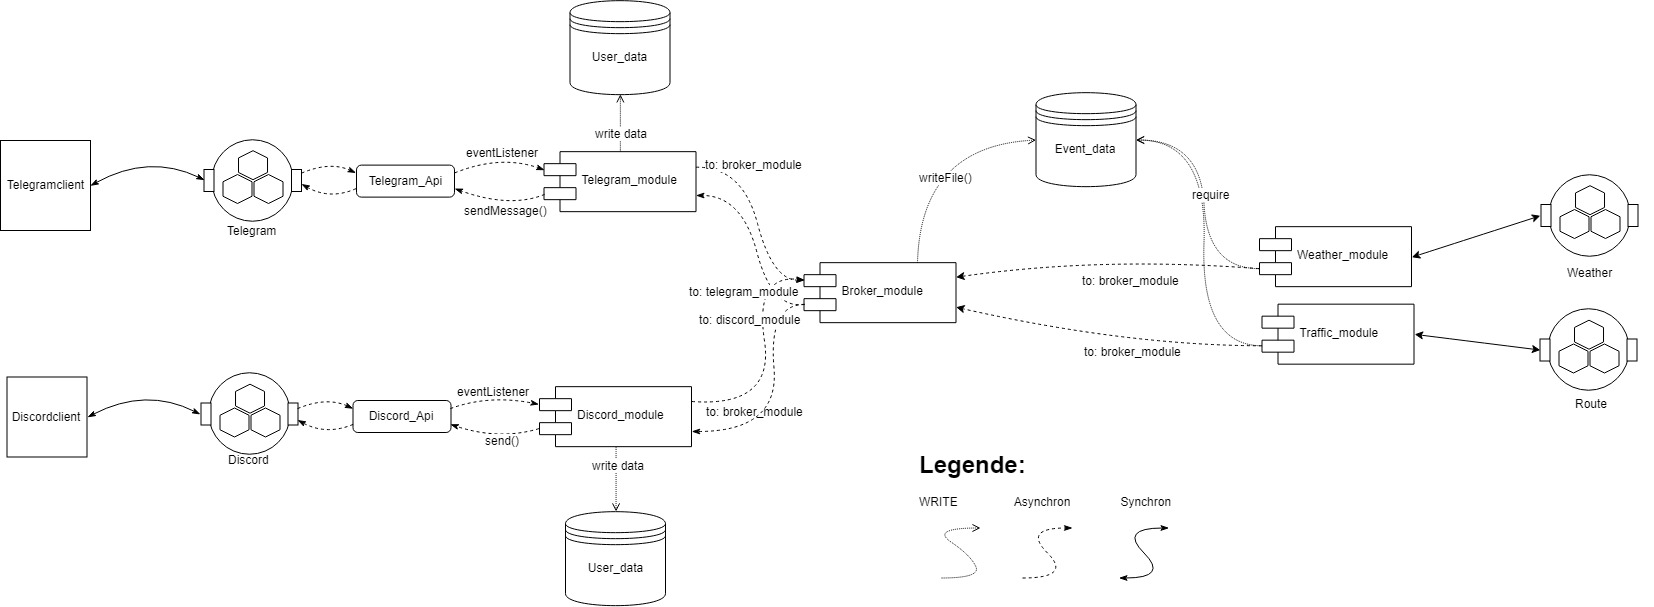 User_data
write data
Telegramclient
Telegram
Telegram_Api
eventListener
sendMessage()
Telegram_module
to: broker_module
Event_data
writeFile()
require
to: telegram_module
to: discord_module
Broker_module
to: broker_module
to: broker_module
Weather_module
Traffic_module
Weather
Route
Discordclient
Discord
Discord_Api
eventListener
send()
Discord_module
to: broker_module
write data
User_data
Legende:
WRITE
Asynchron
Synchron